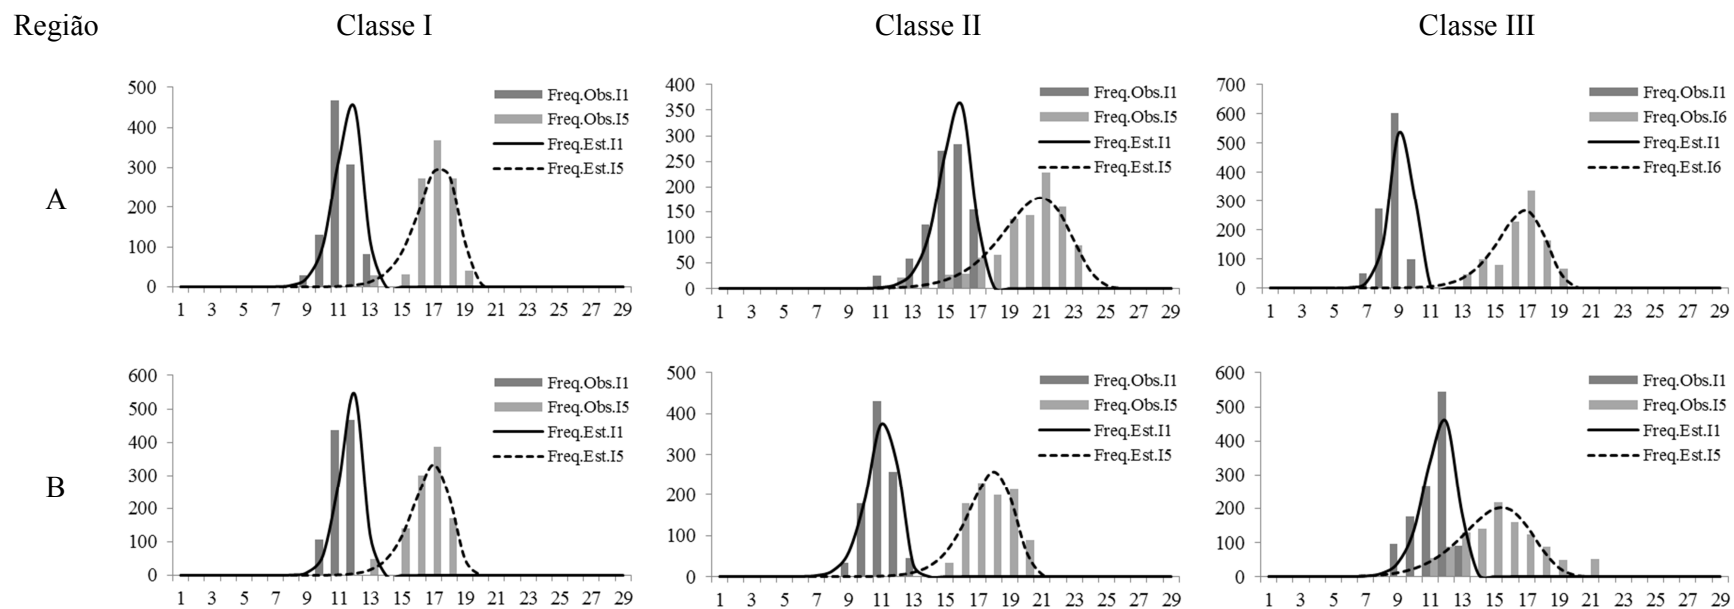 Região Classe I Classe II Classe III
A
500
400
300
200
100
0
1 3 5 7 9 11 13 15 17 19 21 23 25 27 29
Freq.Obs.I1
Freq.Obs.I5
Freq.Est.I1
Freq.Est.I5
400
350
300
250
200
150
100
50
0
1 3 5 7 9 11 13 15 17 19 21 23 25 27 29
Freq.Obs.I1
Freq.Obs.I5
Freq.Est.I1
Freq.Est.I5
700
600
500
400
300
200
100
0
1 3 5 7 9 11 13 15 17 19 21 23 25 27 29
Freq.Obs.I1
Freq.Obs.I6
Freq.Est.I1
Freq.Est.I6
B
600
500
400
300
200
100
0
1 3 5 7 9 11 13 15 17 19 21 23 25 27 29
Freq.Obs.I1
Freq.Obs.I5
Freq.Est.I1
Freq.Est.I5
500
400
300
200
100
0
1 3 5 7 9 11 13 15 17 19 21 23 25 27 29
Freq.Obs.I1
Freq.Obs.I5
Freq.Est.I1
Freq.Est.I5
600
500
400
300
200
100
0
1 3 5 7 9 11 13 15 17 19 21 23 25 27 29
Freq.Obs.I1
Freq.Obs.I5
Freq.Est.I1
Freq.Est.I5